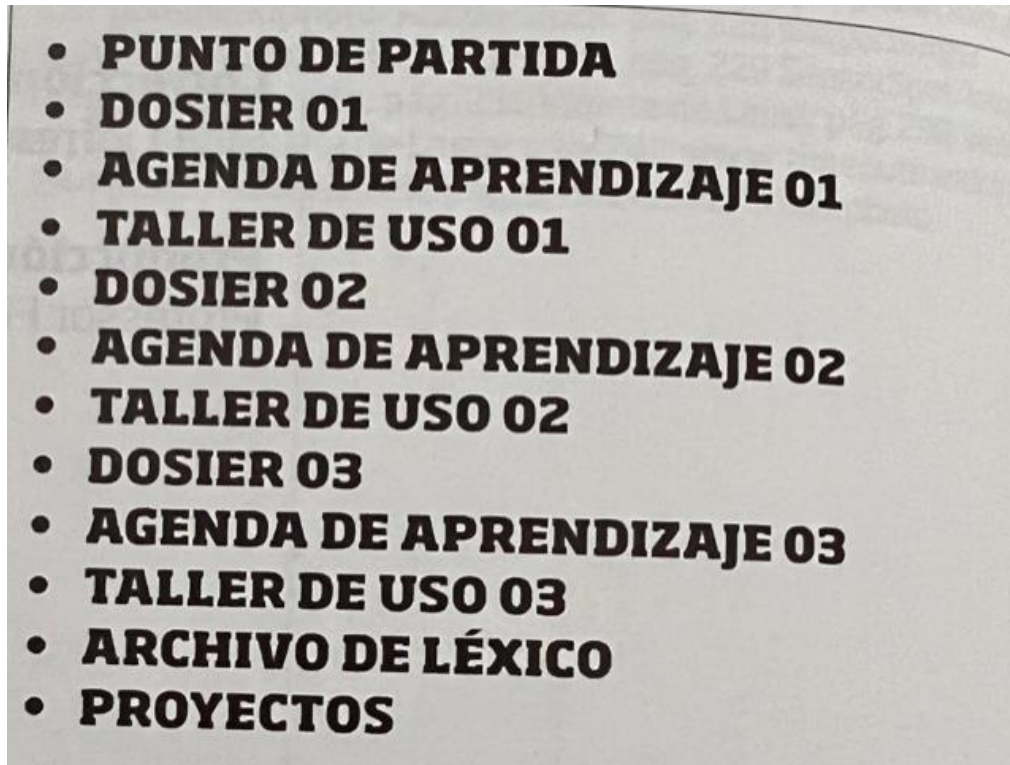 • PUNTO DE PARTIDA
• DOSIER 01
• AGENDA DE APRENDIZAJE 01
• TALLER DE USO 01
• DOSIER 02
• AGENDA DE APRENDIZAJE 02
• TALLER DE USO 02
• DOSIER 03
• AGENDA DE APRENDIZAJE 03
• TALLER DE USO 03
• ARCHIVO DE LÉXICO
• PROYECTOS